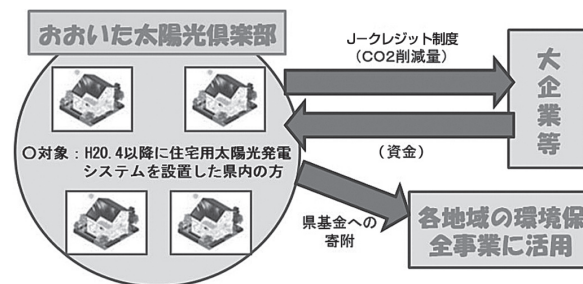 おおいた太陽光倶楽部
J－クレジット制度
（CO2削減量）
大企業等
（資金）
〇対象：H20.4以降に住宅用太陽光発電
システムを設置した県内の方
県基金への
寄附
各地域の環境保
全事業に活用